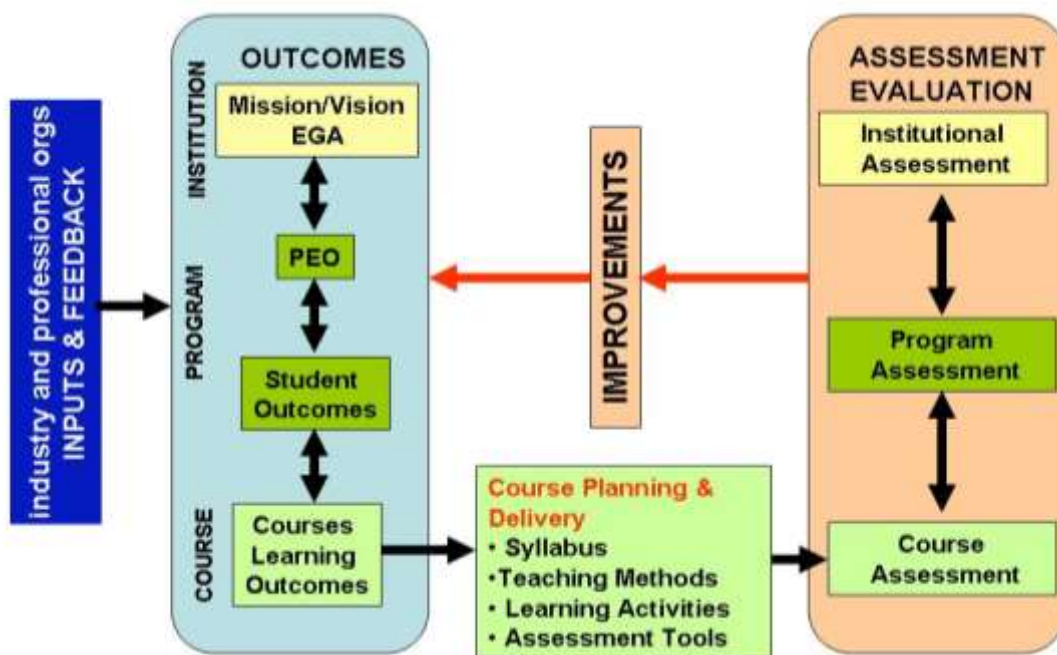 industry and professional orgs
INPUTS & FEEDBACK
INSTITUTION
PROGRAM
COURSE
OUTCOMES
Mission/Vision
EGA
PEO
Student
Outcomes
Courses
Learning
Outcomes
Course Planning &
Delivery
• Syllabus
•Teaching Methods
• Learning Activities
• Assessment Tools
IMPROVEMENTS
ASSESSMENT
EVALUATION
Institutional
Assessment
Program
Assessment
Course
Assessment